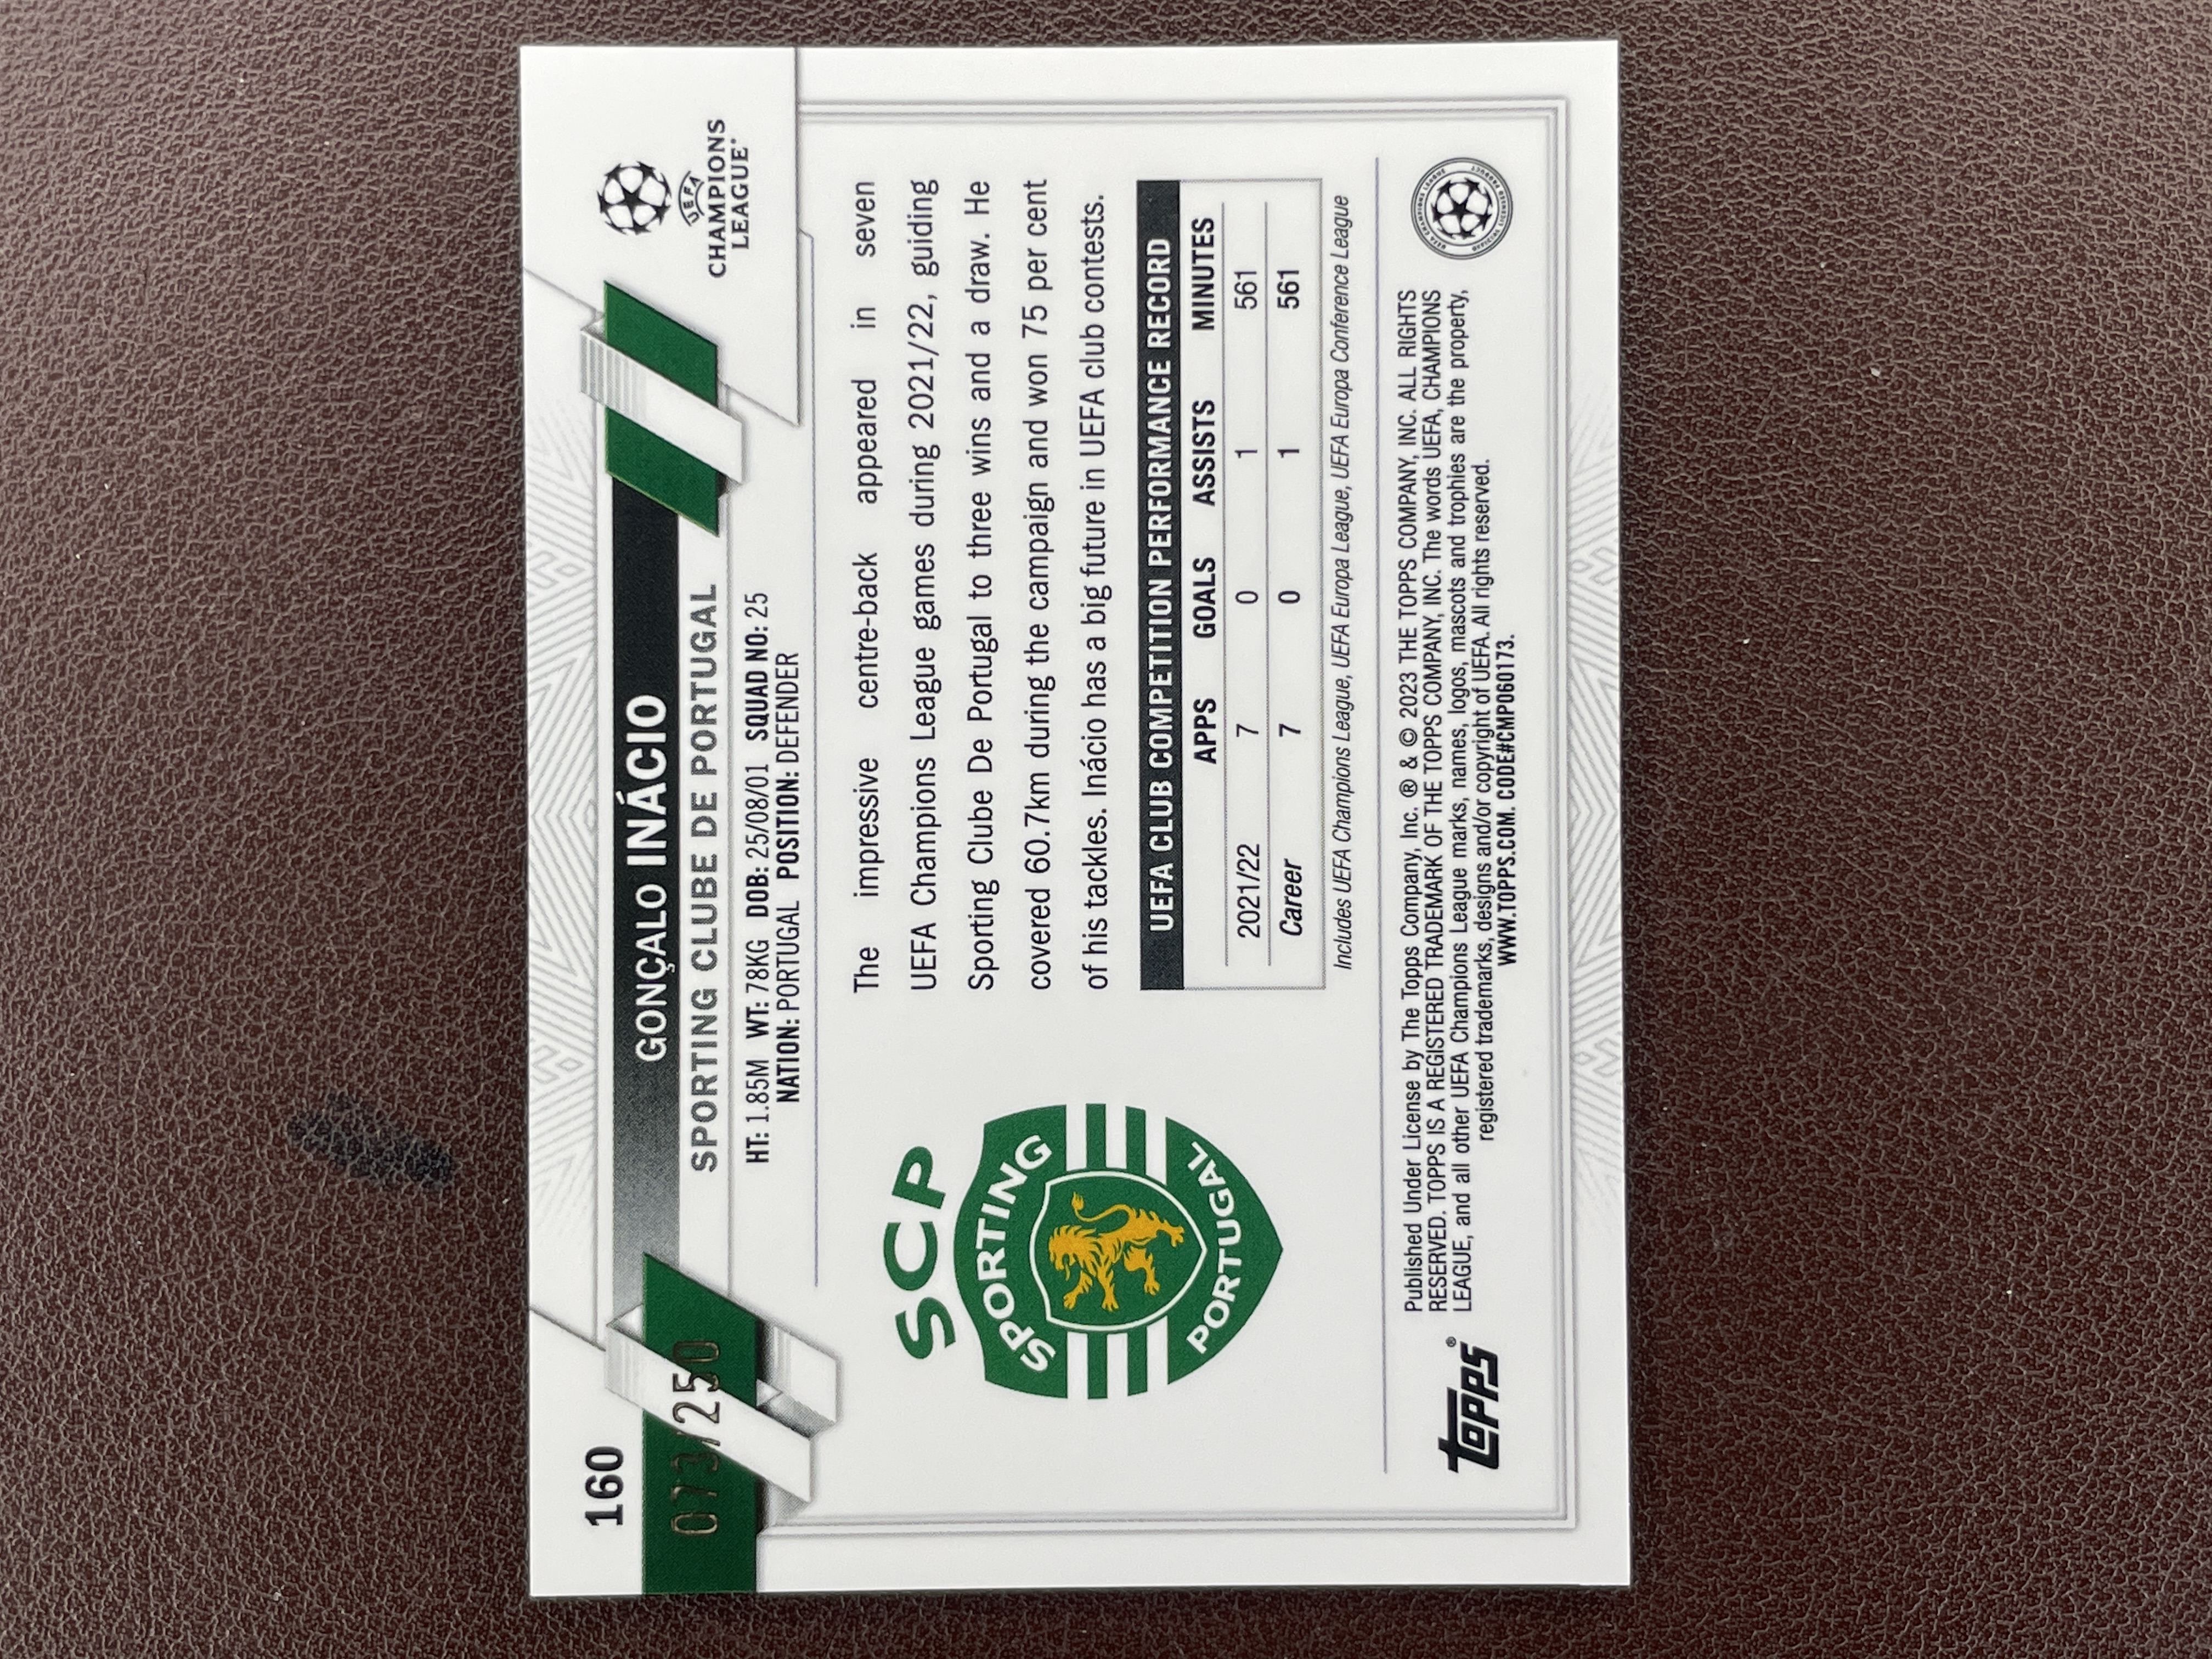 160
073/250
GONÇALO INÁCIO
SPORTING CLUBE DE PORTUGAL
HT: 1.85M WT: 78KG DOB: 25/08/01 SQUAD NO: 25
NATION: PORTUGAL POSITION: DEFENDER
UEFA
CHAMPIONS
LEAGUE
SCP
SPORTING
PORTUGAL
The impressive centre-back appeared in seven
UEFA Champions League games during 2021/22, guiding
Sporting Clube De Portugal to three wins and a draw. He
covered 60.7km during the campaign and won 75 per cent
of his tackles. Inácio has a big future in UEFA club contests.
UEFA CLUB COMPETITION PERFORMANCE RECORD
APPS GOALS ASSISTS MINUTES
2021/22 7 0 1 561
Career 7 0 1 561
Includes UEFA Champions League, UEFA Europa League, UEFA Europa Conference League
TOPPS®
Published Under License by The Topps Company, Inc. ® & © 2023 THE TOPPS COMPANY, INC. ALL RIGHTS
RESERVED. TOPPS IS A REGISTERED TRADEMARK OF THE TOPPS COMPANY, INC. The words UEFA, CHAMPIONS
LEAGUE, and all other UEFA Champions League marks, names, logos, mascots and trophies are the property,
registered trademarks, designs and/or copyright of UEFA. All rights reserved.
WWW.TOPPS.COM. CODE#CMP060173.
UEFA CHAMPIONS LEAGUE
OFFICIAL LICENSED PRODUCT